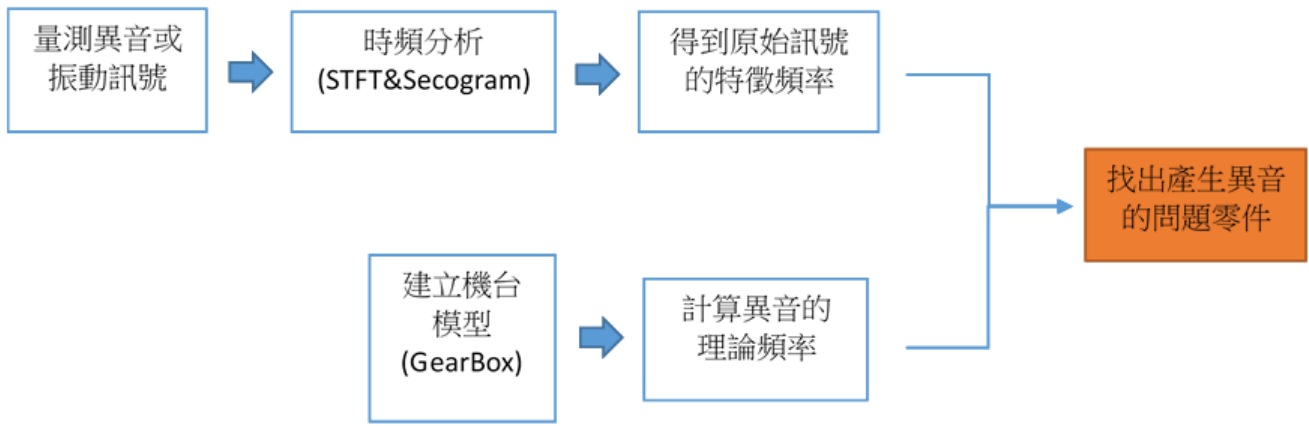 量測異音或
振動訊號
時頻分析
(STFT&Secogram)
得到原始訊號
的特徵頻率
找出產生異音
的問題零件
建立機台
模型
(GearBox)
計算異音的
理論頻率